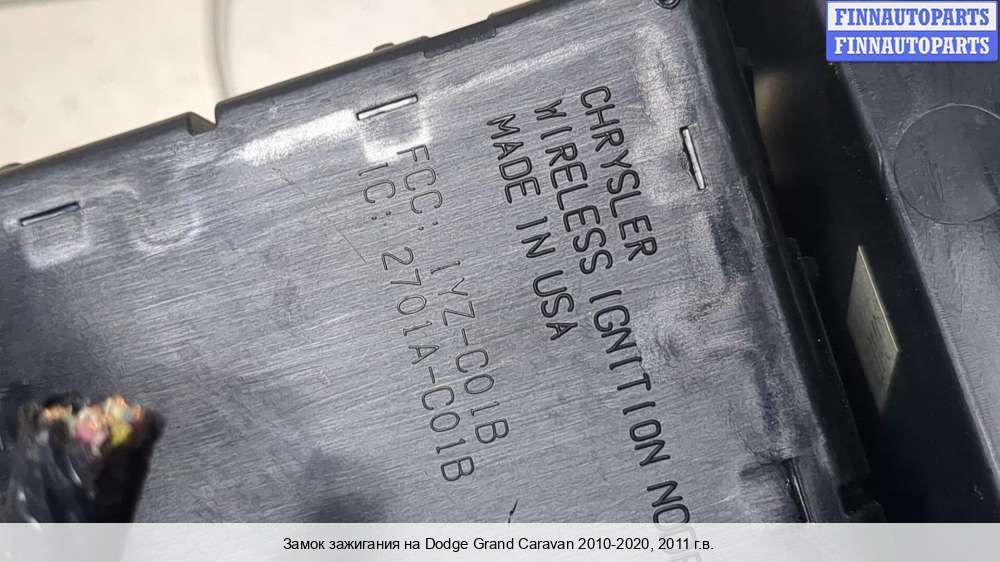 FINNAUTOPARTS
FINNAUTOPARTS
CHRYSLER
WIRELESS IGNITION NODE
MADE IN USA
FCC: IYZ-C01B
IC: 2701A-C01B
Замок зажигания на Dodge Grand Caravan 2010-2020, 2011 г.в.